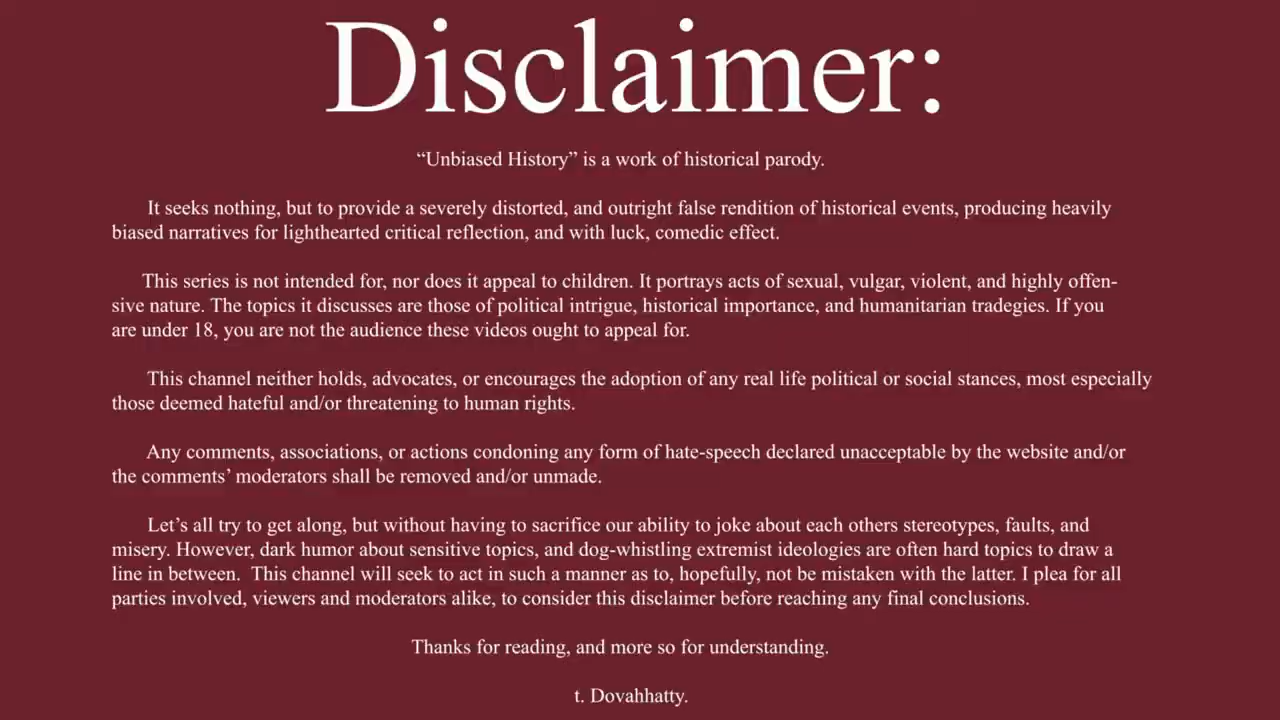 Disclaimer:
“Unbiased History” is a work of historical parody.
It seeks nothing, but to provide a severely distorted, and outright false rendition of historical events, producing heavily
biased narratives for lighthearted critical reflection, and with luck, comedic effect.
This series is not intended for, nor does it appeal to children. It portrays acts of sexual, vulgar, violent, and highly offen-
sive nature. The topics it discusses are those of political intrigue, historical importance, and humanitarian tradegies. If you
are under 18, you are not the audience these videos ought to appeal for.
This channel neither holds, advocates, or encourages the adoption of any real life political or social stances, most especially
those deemed hateful and/or threatening to human rights.
Any comments, associations, or actions condoning any form of hate-speech declared unacceptable by the website and/or
the comments’ moderators shall be removed and/or unmade.
Let’s all try to get along, but without having to sacrifice our ability to joke about each others stereotypes, faults, and
misery. However, dark humor about sensitive topics, and dog-whistling extremist ideologies are often hard topics to draw a
line in between.  This channel will seek to act in such a manner as to, hopefully, not be mistaken with the latter. I plea for all
parties involved, viewers and moderators alike, to consider this disclaimer before reaching any final conclusions.
Thanks for reading, and more so for understanding.
t. Dovahhatty.